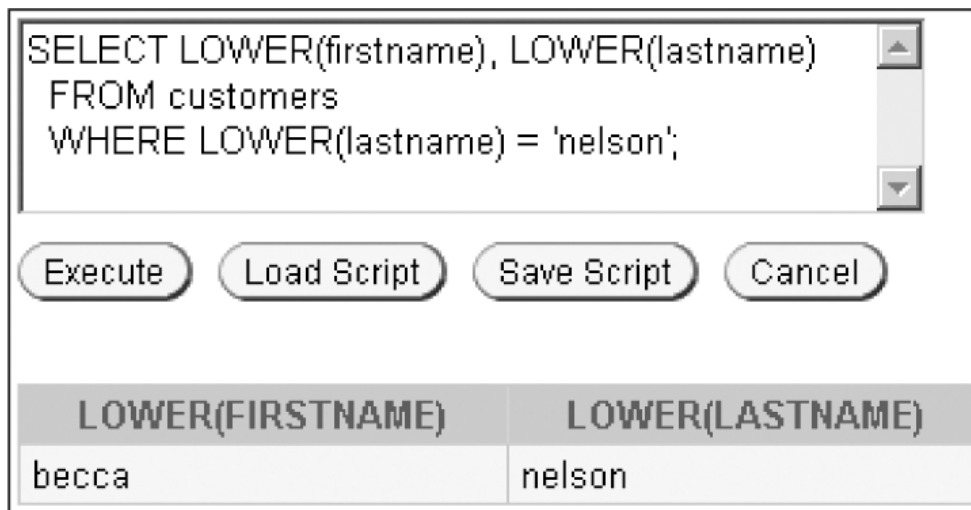 SELECT LOWER(firstname), LOWER(lastname)
FROM customers
WHERE LOWER(lastname) = 'nelson';
Execute Load Script Save Script Cancel
LOWER(FIRSTNAME) LOWER(LASTNAME)
becca nelson